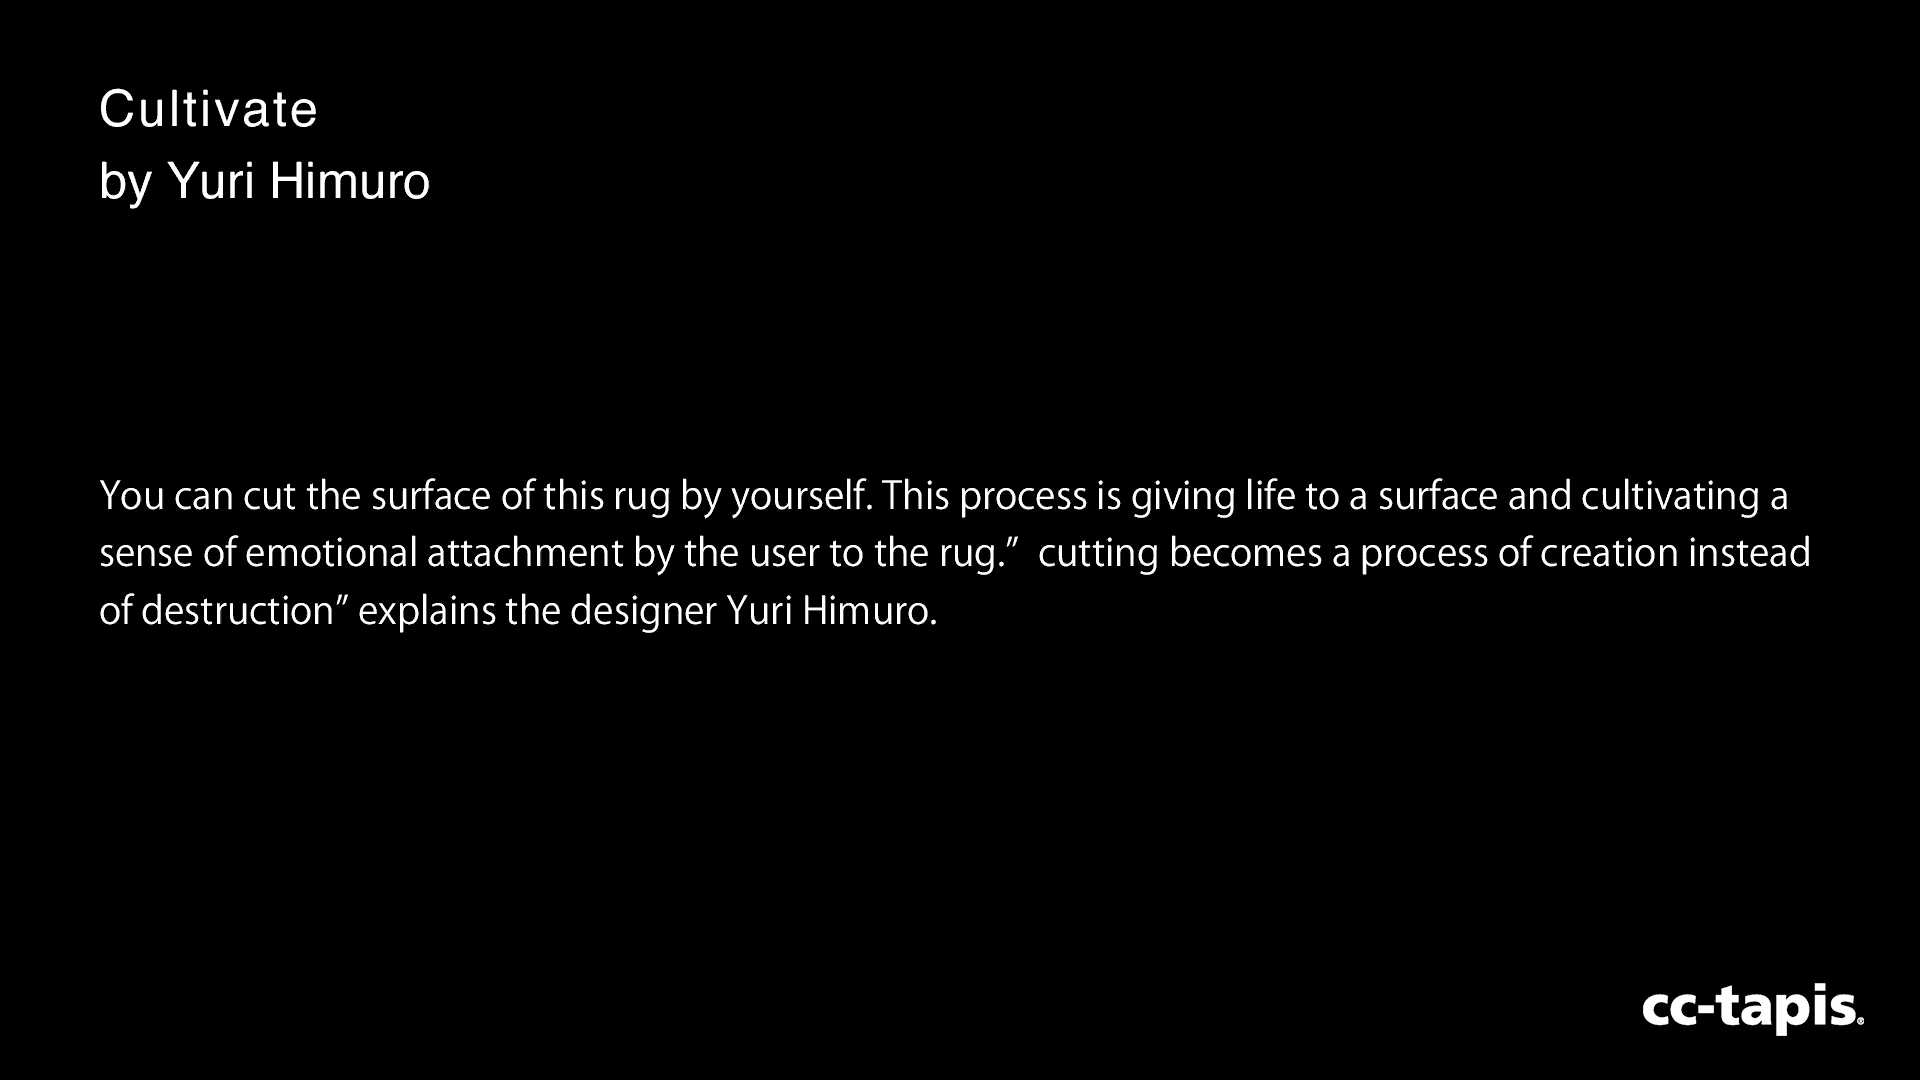 Cultivate
by Yuri Himuro
You can cut the surface of this rug by yourself. This process is giving life to a surface and cultivating a
sense of emotional attachment by the user to the rug.”  cutting becomes a process of creation instead
of destruction” explains the designer Yuri Himuro.
cc-tapis®